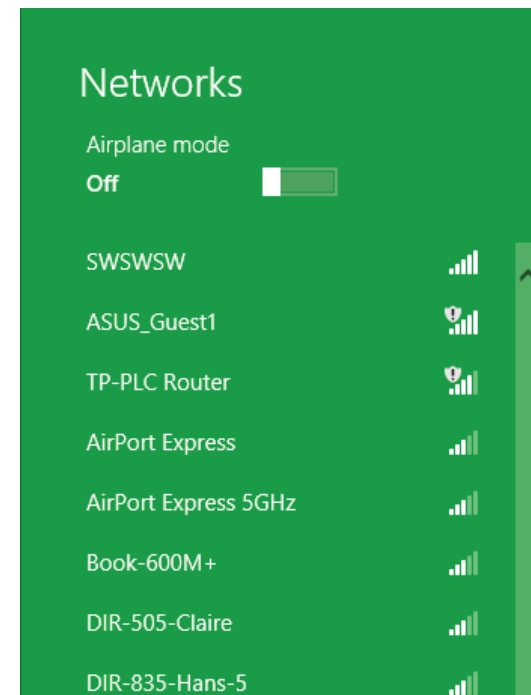 Networks
Airplane mode
Off
SWSWSW
ASUS_Guest1
TP-PLC Router
AirPort Express
AirPort Express 5GHz
Book-600M+
DIR-505-Claire
DIR-835-Hans-5